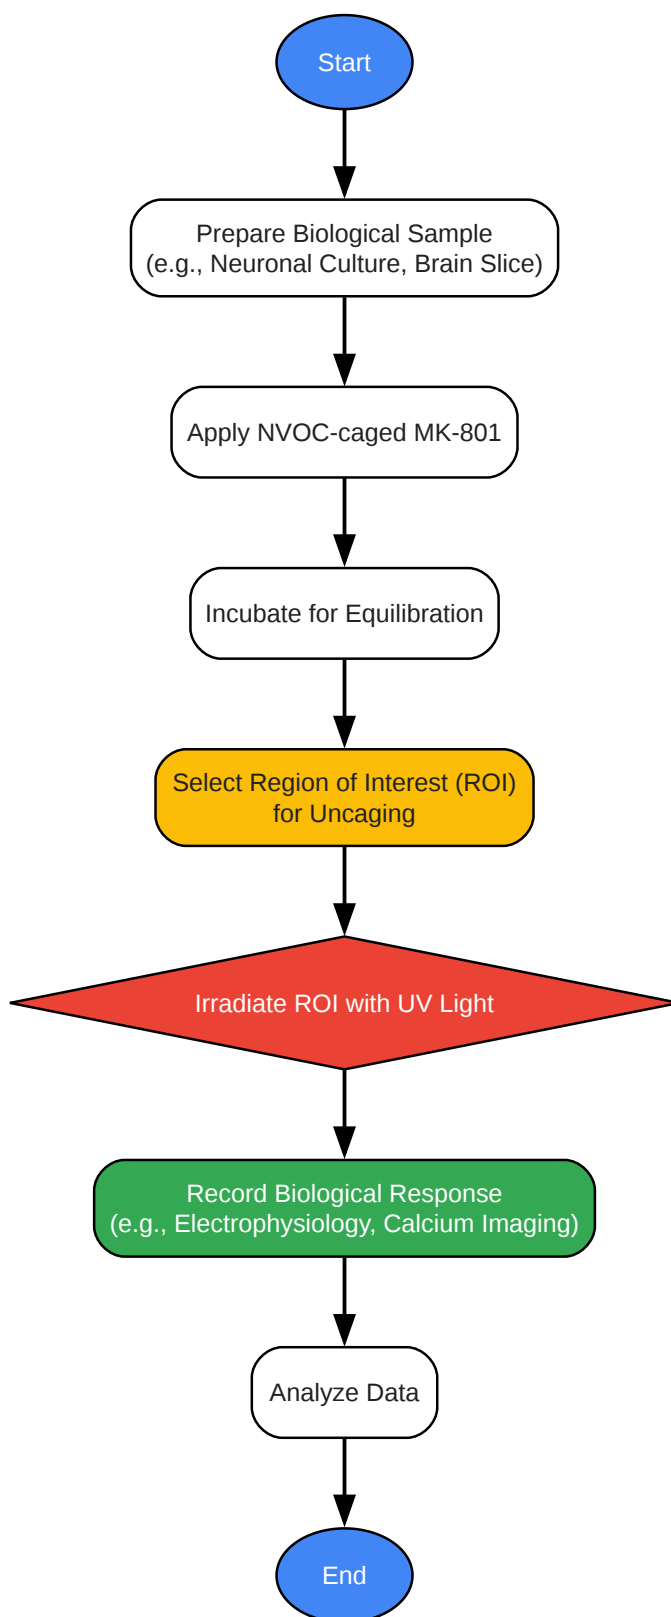 Start
Prepare Biological Sample
(e.g., Neuronal Culture, Brain Slice)
Apply NVOC-caged MK-801
Incubate for Equilibration
Select Region of Interest (ROI)
for Uncaging
Irradiate ROI with UV Light
Record Biological Response
(e.g., Electrophysiology, Calcium Imaging)
Analyze Data
End